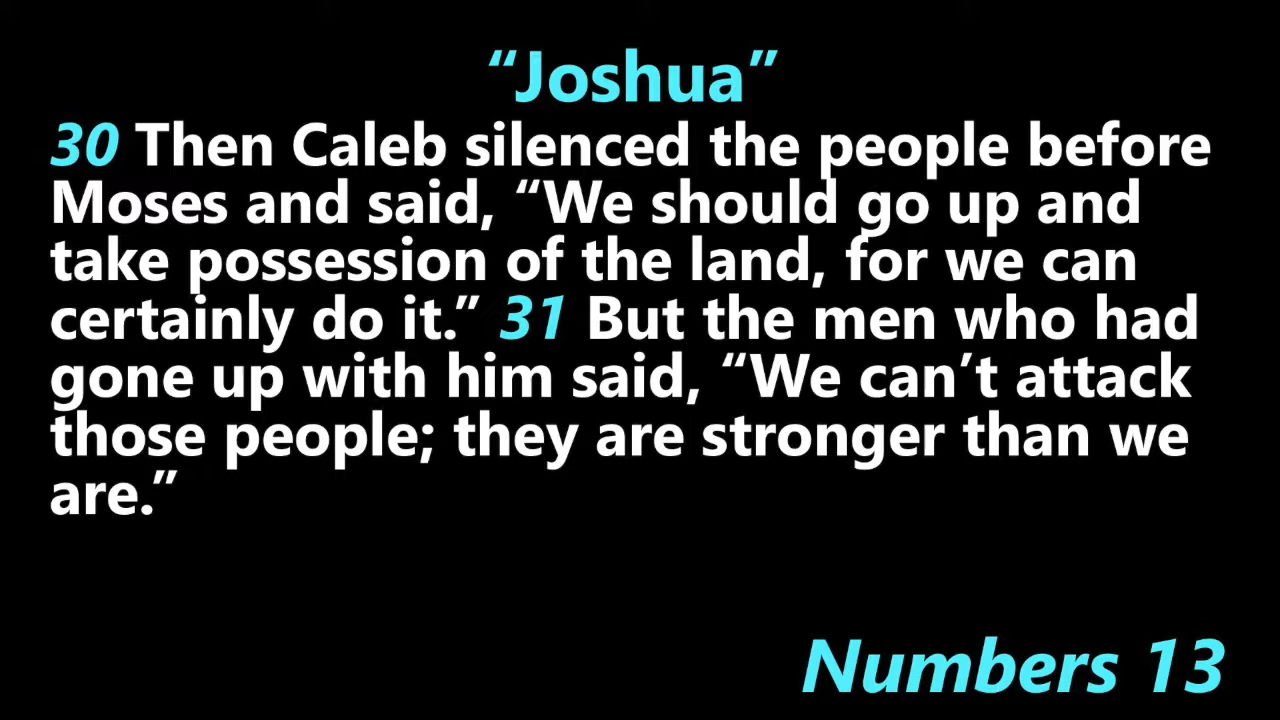 “Joshua”
30 Then Caleb silenced the people before
Moses and said, “We should go up and
take possession of the land, for we can
certainly do it.” 31 But the men who had
gone up with him said, “We can’t attack
those people; they are stronger than we
are.”
Numbers 13